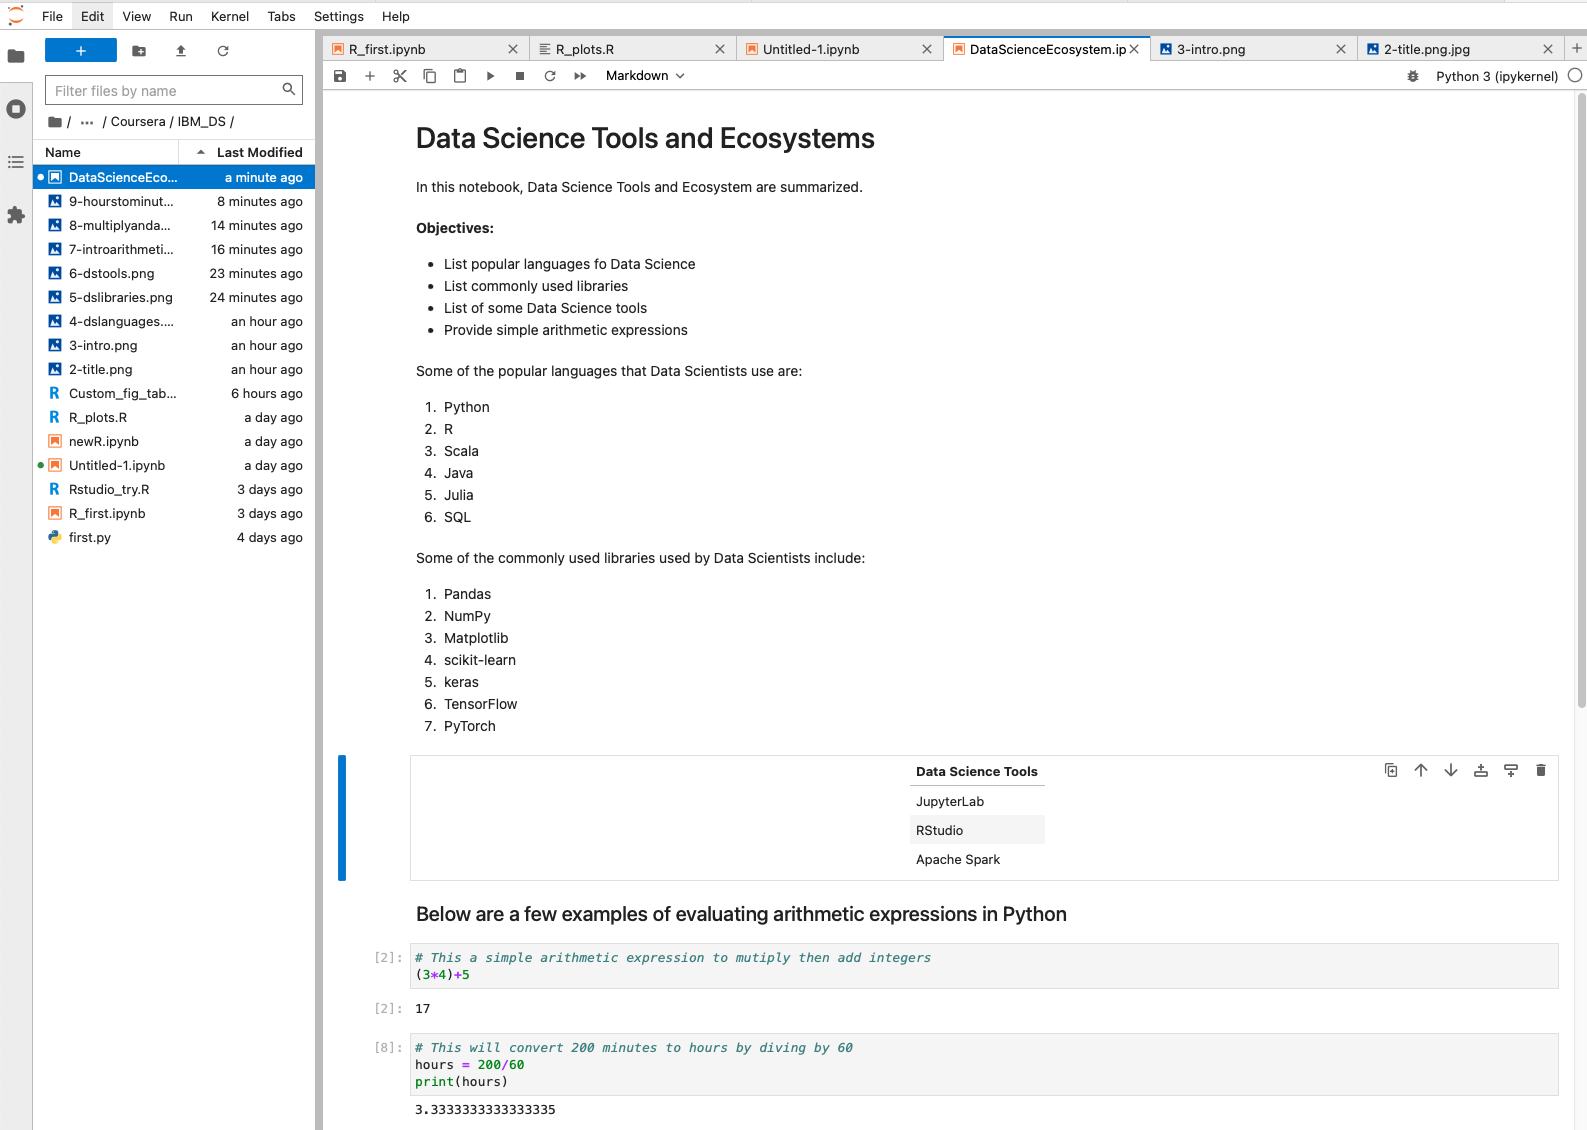 File Edit View Run Kernel Tabs Settings Help
R_first.ipynb R_plots.R Untitled-1.ipynb DataScienceEcosystem.ip 3-intro.png 2-title.png.jpg
Markdown Python 3 (ipykernel)
Filter files by name
/ ... / Coursera / IBM_DS /
Name Last Modified
DataScienceEco... a minute ago
9-hourstominut... 8 minutes ago
8-multiplyanda... 14 minutes ago
7-introarithmeti... 16 minutes ago
6-dstools.png 23 minutes ago
5-dslibraries.png 24 minutes ago
4-dslanguages.... an hour ago
3-intro.png an hour ago
2-title.png an hour ago
Custom_fig_tab... 6 hours ago
R_plots.R a day ago
newR.ipynb a day ago
Untitled-1.ipynb a day ago
Rstudio_try.R 3 days ago
R_first.ipynb 3 days ago
first.py 4 days ago
Data Science Tools and Ecosystems
In this notebook, Data Science Tools and Ecosystem are summarized.
Objectives:
• List popular languages fo Data Science
• List commonly used libraries
• List of some Data Science tools
• Provide simple arithmetic expressions
Some of the popular languages that Data Scientists use are:
1. Python
2. R
3. Scala
4. Java
5. Julia
6. SQL
Some of the commonly used libraries used by Data Scientists include:
1. Pandas
2. NumPy
3. Matplotlib
4. scikit-learn
5. keras
6. TensorFlow
7. PyTorch
Data Science Tools
JupyterLab
RStudio
Apache Spark
Below are a few examples of evaluating arithmetic expressions in Python
[2]: # This a simple arithmetic expression to mutiply then add integers
(3*4)+5
[2]: 17
[8]: # This will convert 200 minutes to hours by diving by 60
hours = 200/60
print(hours)
3.3333333333333335